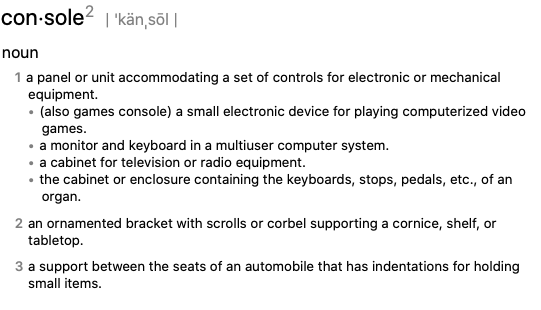 con·sole2 | ˈkänˌsōl |
noun
1 a panel or unit accommodating a set of controls for electronic or mechanical
equipment.
• (also games console) a small electronic device for playing computerized video
games.
• a monitor and keyboard in a multiuser computer system.
• a cabinet for television or radio equipment.
• the cabinet or enclosure containing the keyboards, stops, pedals, etc., of an
organ.
2 an ornamented bracket with scrolls or corbel supporting a cornice, shelf, or
tabletop.
3 a support between the seats of an automobile that has indentations for holding
small items.